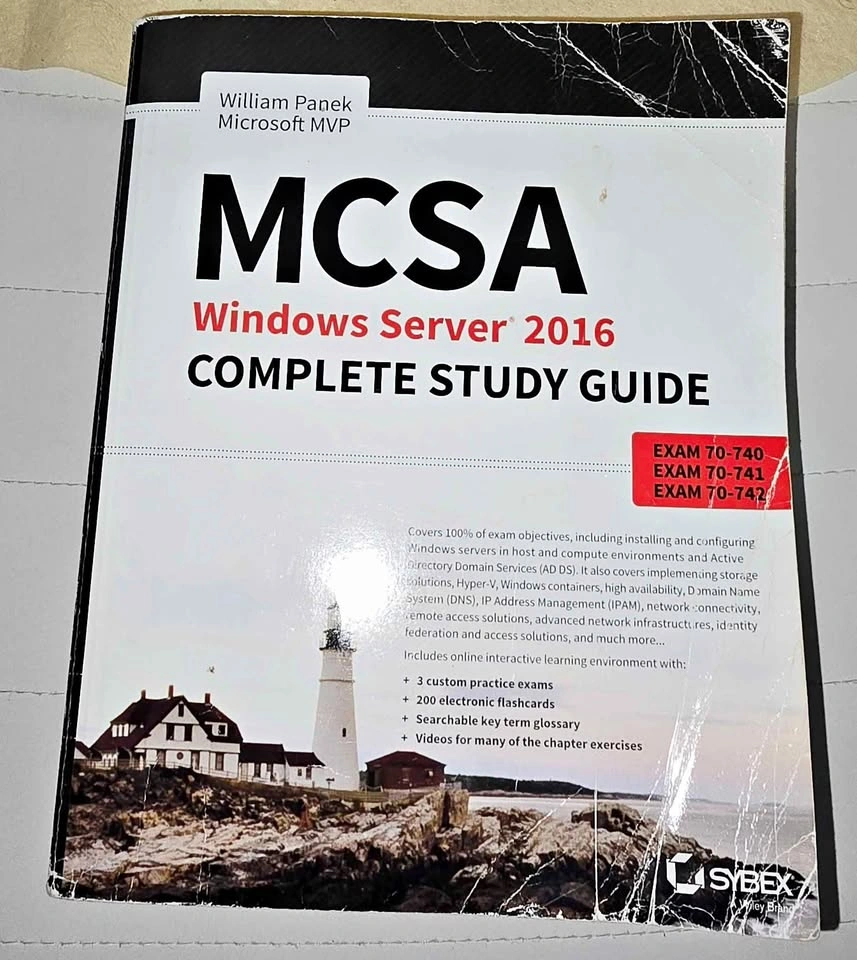 William Panek
Microsoft MVP
MCSA
Windows Server® 2016
COMPLETE STUDY GUIDE
EXAM 70-740
EXAM 70-741
EXAM 70-742
Covers 100% of exam objectives, including installing and configuring
Windows servers in host and compute environments and Active
Directory Domain Services (AD DS). It also covers implementing storage
solutions, Hyper-V, Windows containers, high availability, Domain Name
System (DNS), IP Address Management (IPAM), network connectivity,
remote access solutions, advanced network infrastructures, identity
federation and access solutions, and much more...
Includes online interactive learning environment with:
+ 3 custom practice exams
+ 200 electronic flashcards
+ Searchable key term glossary
+ Videos for many of the chapter exercises
SYBEX
A Wiley Brand